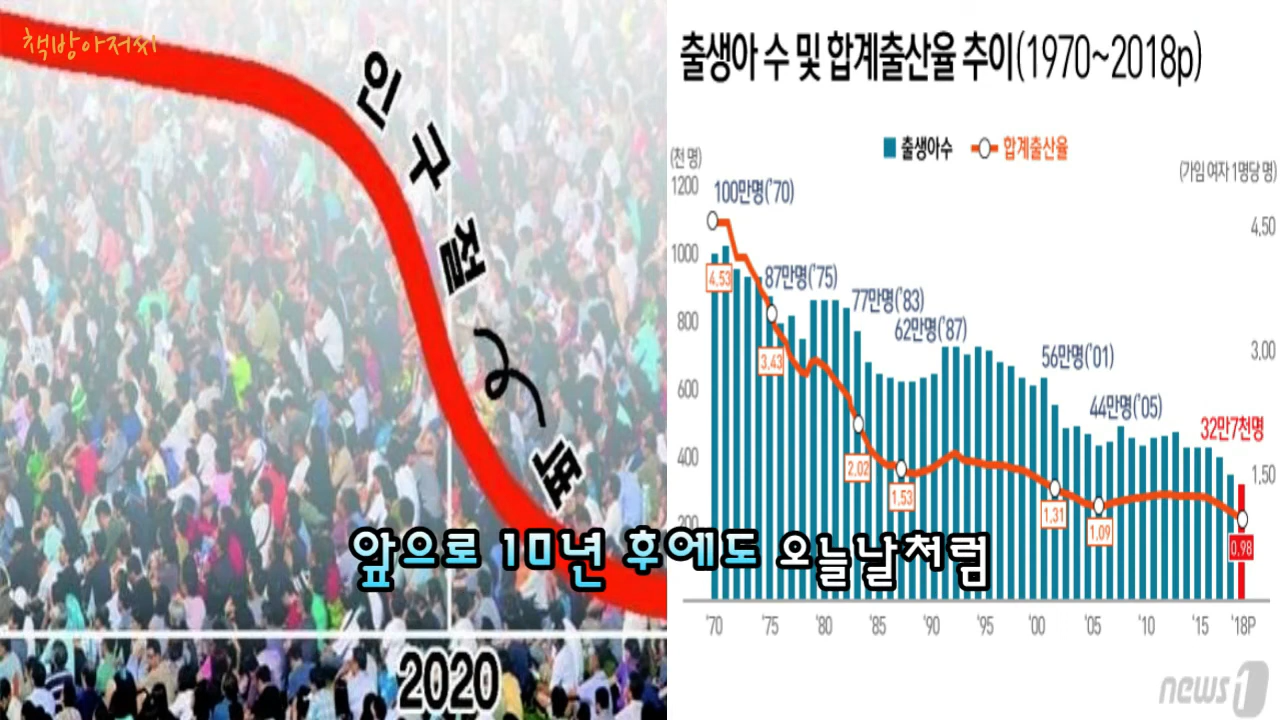 책방아저씨
인구절벽
2020
출생아 수 및 합계출산율 추이(1970~2018p)
출생아수 합계출산율
(천 명)
(가임 여자 1명당 명)
1200
1000
800
600
400
200
4,50
3,00
1,50
100만명('70)
87만명('75)
77만명('83)
62만명('87)
56만명('01)
44만명('05)
32만7천명
4.53
3.43
2,02
1,53
1,31
1,09
0.98
'70 '75 '80 '85 '90 '95 '00 '05 '10 '15 '18P
앞으로 10년 후에도 오늘날처럼
news1